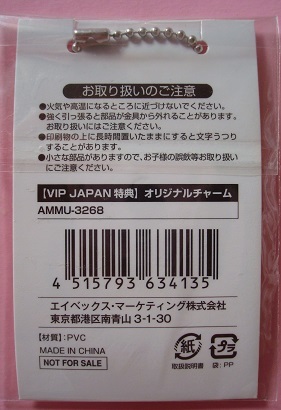 お取り扱いのご注意
●火気や高温になるところに近づけないでください。
●強く引っ張ると部品が金具から外れることがあります。
お取り扱いにはご注意ください。
●印刷物の上に長時間置いたままにすると文字うつり
することがあります。
●小さな部品がありますので、お子様の誤飲等お取り扱い
にご注意ください。
【VIP JAPAN 特典】オリジナルチャーム
AMMU-3268
4 515793 634135
エイベックス・マーケティング株式会社
東京都港区南青山 3-1-30
【材質】:PVC
MADE IN CHINA
NOT FOR SALE
紙
取扱説明書
プラ
袋:PP